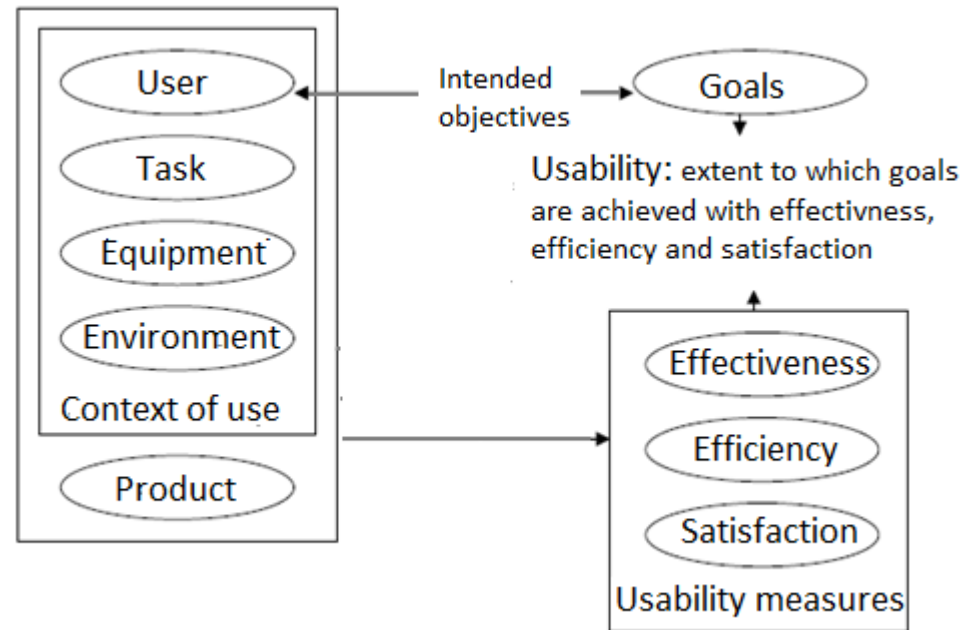 User
Task
Equipment
Environment
Context of use
Product
Intended
objectives
Goals
Usability: extent to which goals
are achieved with effectivness,
efficiency and satisfaction
Effectiveness
Efficiency
Satisfaction
Usability measures